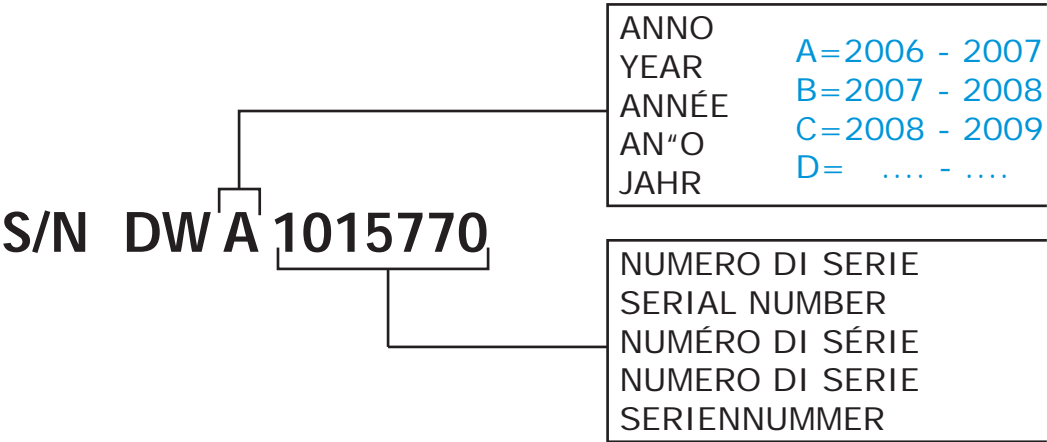 ANNO
YEAR
ANNÉE
AN“O
JAHR
A=2006 - 2007
B=2007 - 2008
C=2008 - 2009
D= .... - ....
S/N DW A 1015770
NUMERO DI SERIE
SERIAL NUMBER
NUMÉRO DI SÉRIE
NUMERO DI SERIE
SERIENNUMMER